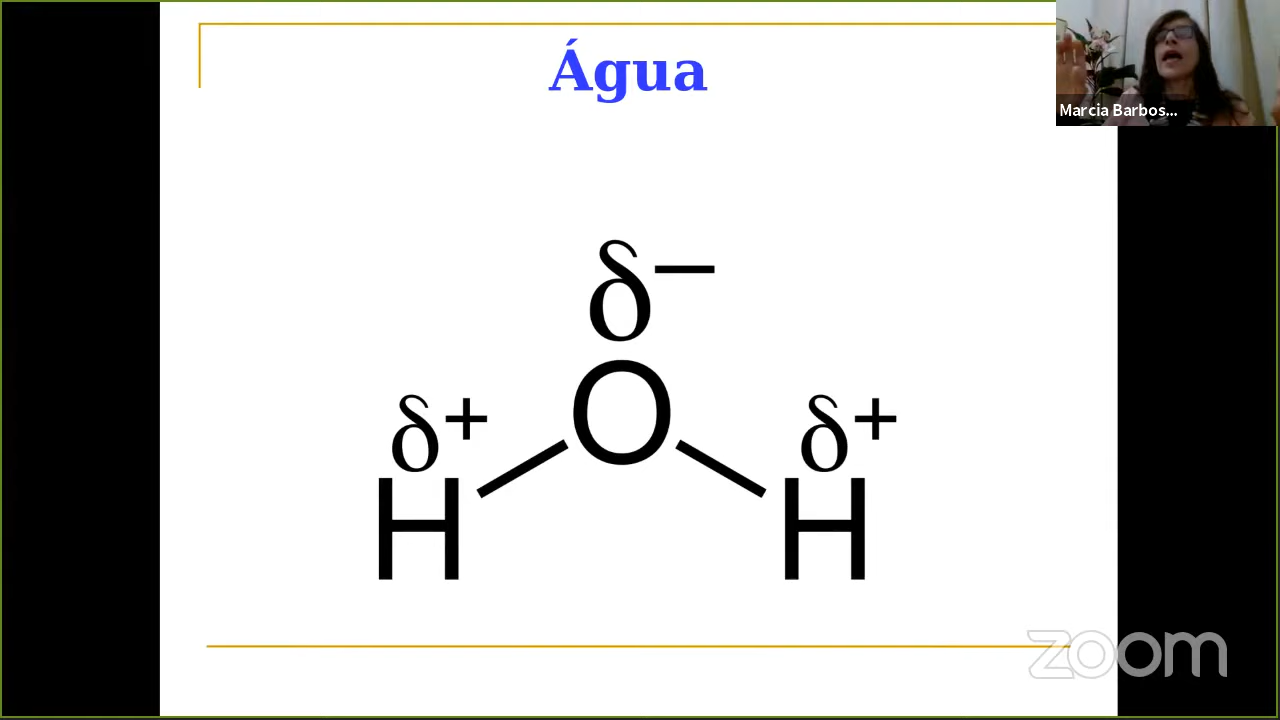 Água
Marcia Barbos...
δ−
O
δ+ δ+
H H
zoom